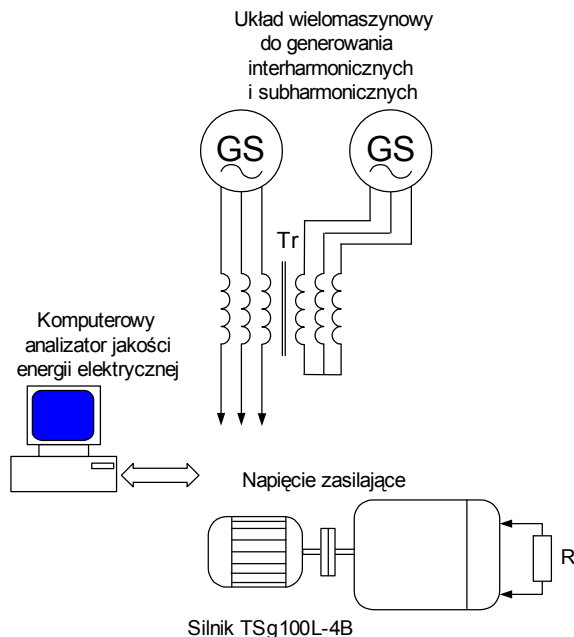 Układ wielomaszynowy
do generowania
interharmonicznych
i subharmonicznych
GS
GS
Tr
Komputerowy
analizator jakości
energii elektrycznej
Napięcie zasilające
R
Silnik TSg100L-4B